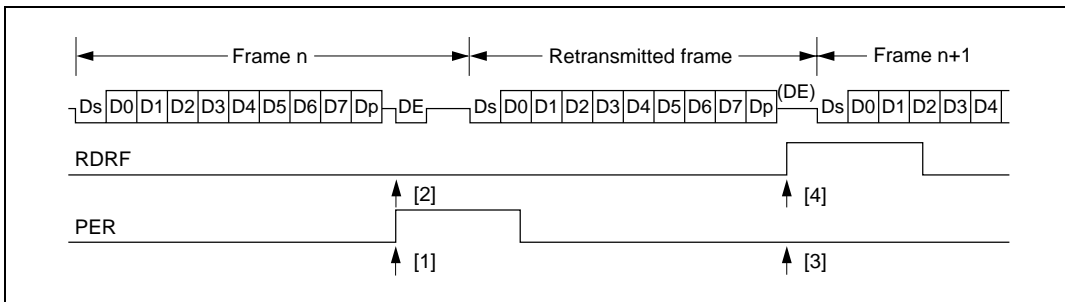 Frame n Retransmitted frame Frame n+1
Ds D0 D1 D2 D3 D4 D5 D6 D7 Dp DE Ds D0 D1 D2 D3 D4 D5 D6 D7 Dp (DE) Ds D0 D1 D2 D3 D4
RDRF
[2] [4]
PER
[1] [3]